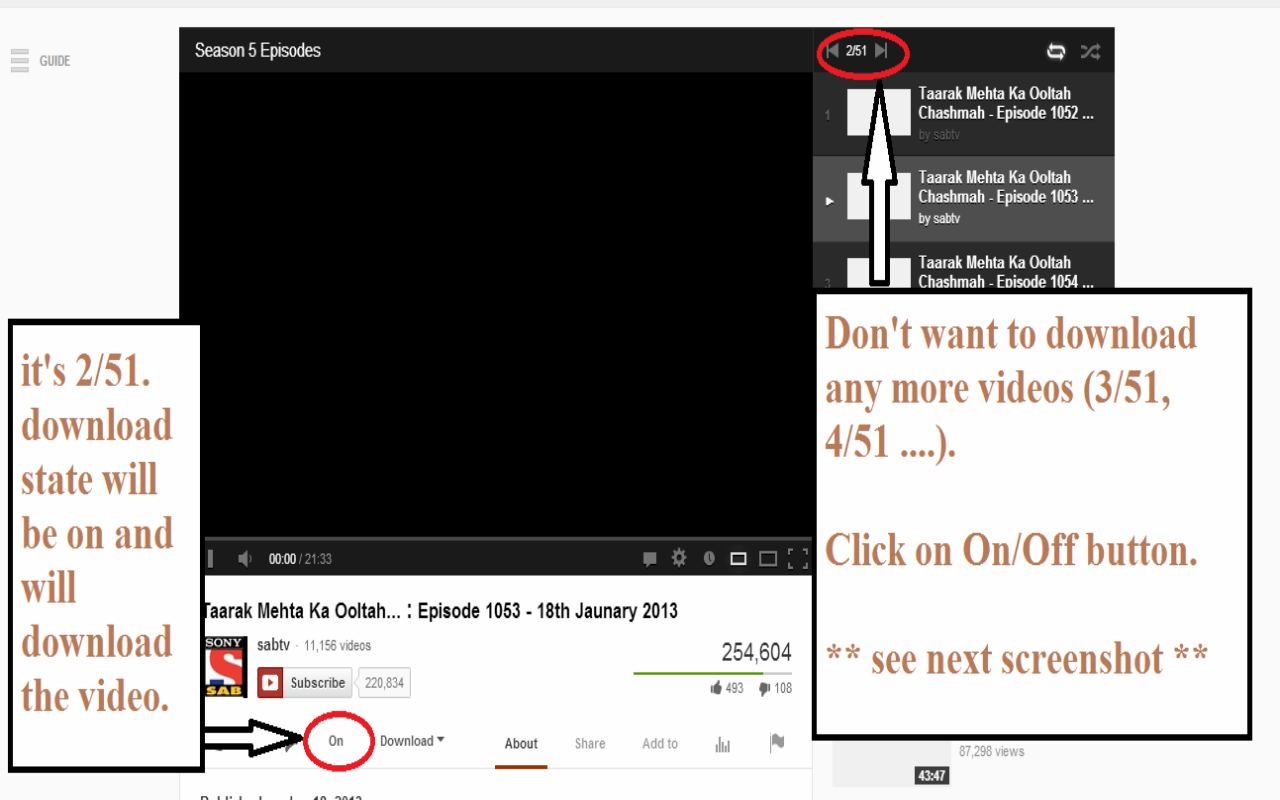 GUIDE
Season 5 Episodes
2/51
1
Taarak Mehta Ka Ooltah
Chashmah - Episode 1052 ...
by sabtv
Taarak Mehta Ka Ooltah
Chashmah - Episode 1053 ...
by sabtv
3
Taarak Mehta Ka Ooltah
Chashmah - Episode 1054 ...
it's 2/51.
download
state will
be on and
will
download
the video.
Don't want to download
any more videos (3/51,
4/51 ....).
Click on On/Off button.
** see next screenshot **
00:00 / 21:33
Taarak Mehta Ka Ooltah... : Episode 1053 - 18th Jaunary 2013
SONY
SAB
sabtv · 11,156 videos
Subscribe 220,834
254,604
493 108
On Download About Share Add to
87,298 views
43:47